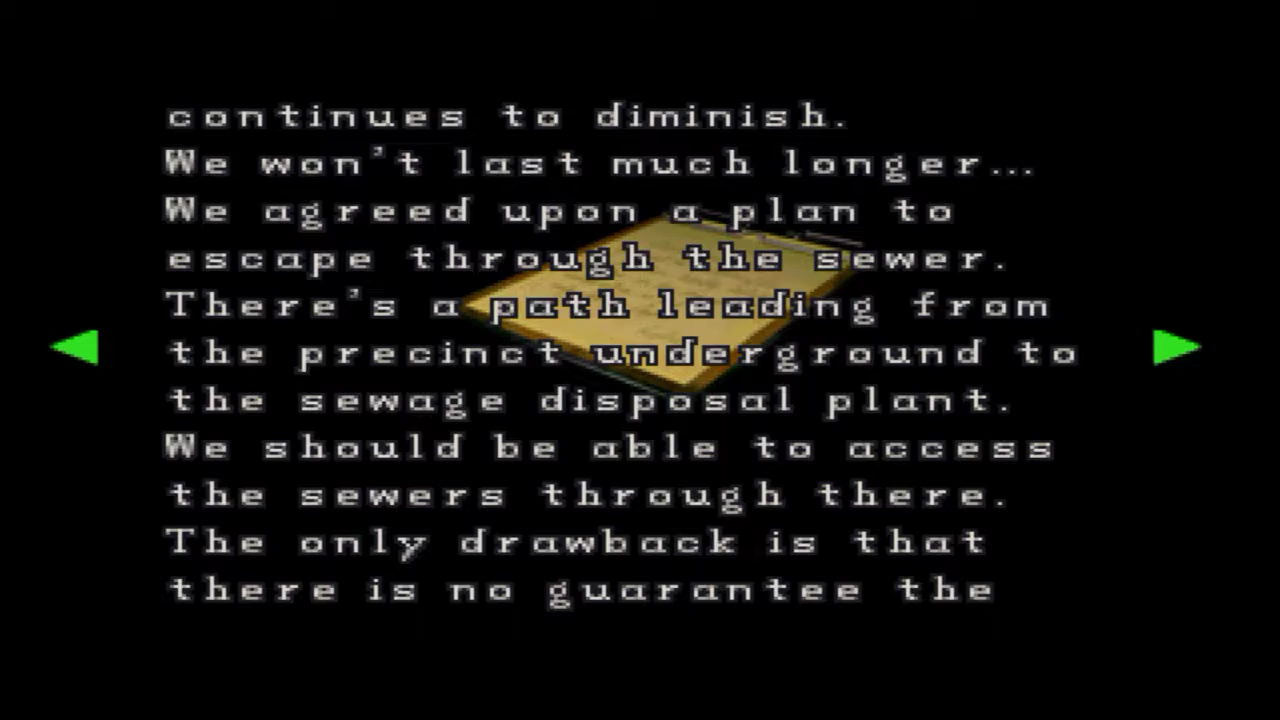 continues to diminish.
We won't last much longer...
We agreed upon a plan to
escape through the sewer.
There's a path leading from
the precinct underground to
the sewage disposal plant.
We should be able to access
the sewers through there.
The only drawback is that
there is no guarantee the